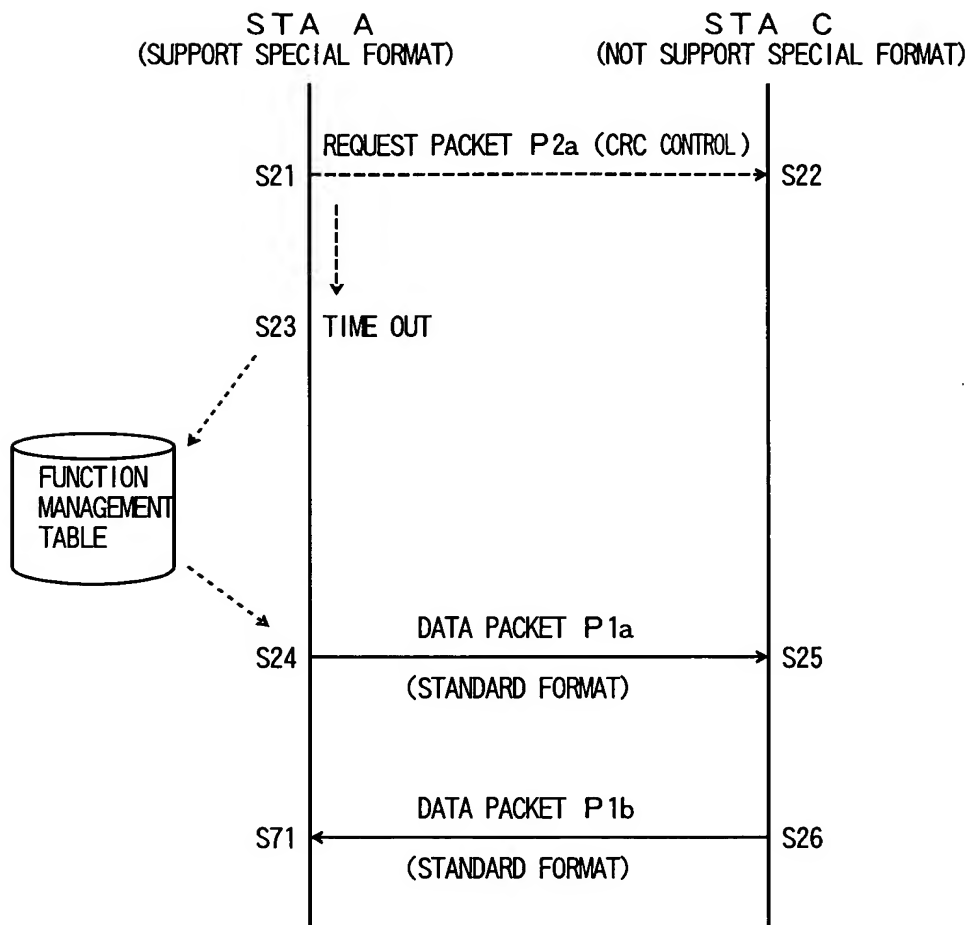 STA A
(SUPPORT SPECIAL FORMAT)
STA C
(NOT SUPPORT SPECIAL FORMAT)
REQUEST PACKET P2a (CRC CONTROL)
S21
S22
S23
TIME OUT
FUNCTION
MANAGEMENT
TABLE
DATA PACKET P1a
S24
S25
(STANDARD FORMAT)
DATA PACKET P1b
S71
S26
(STANDARD FORMAT)